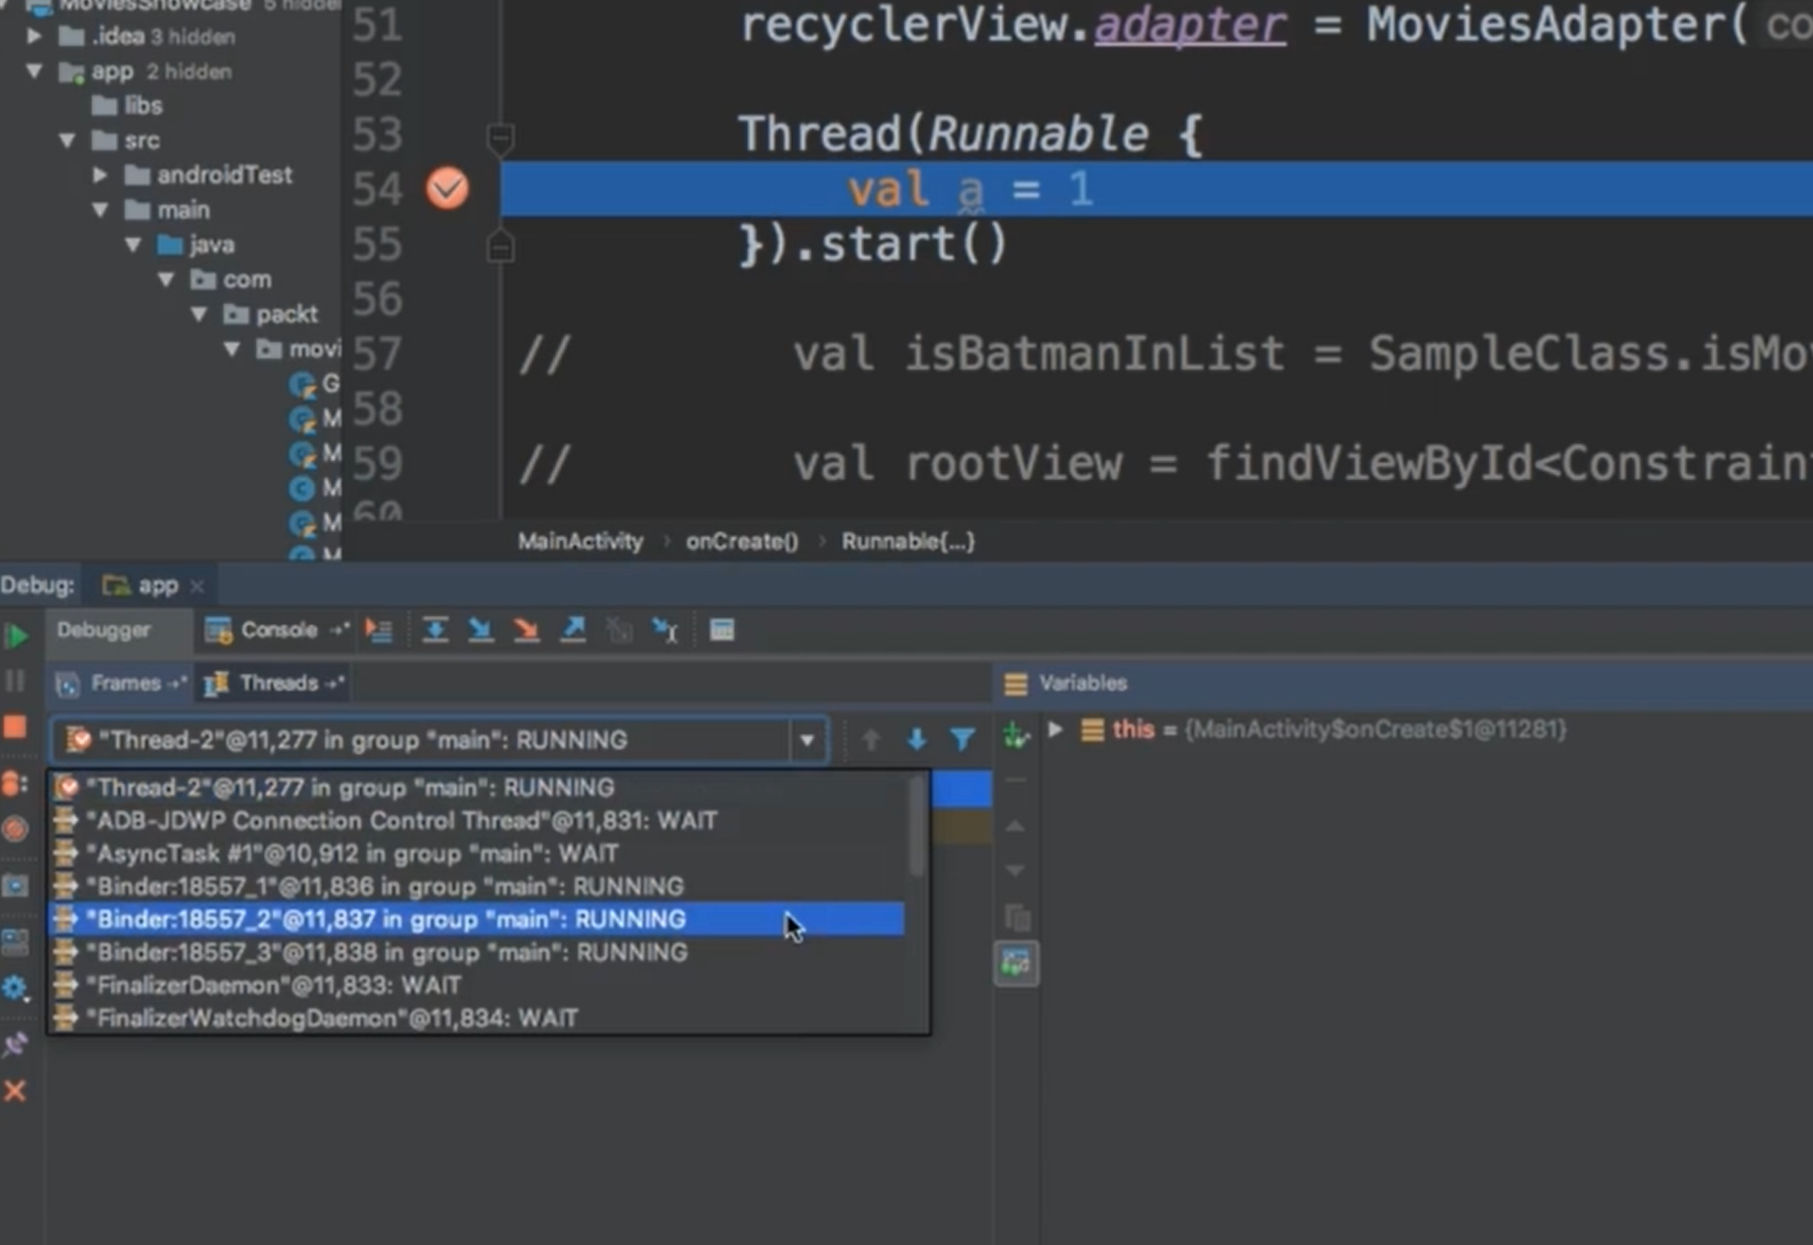 MoviesShowcase 5 hidden
.idea 3 hidden
app 2 hidden
libs
src
androidTest
main
java
com
packt
movi
G
M
M
M
M
M
51 recyclerView.adapter = MoviesAdapter( co
52
53 Thread(Runnable {
54 val a = 1
55 }).start()
56
57 // val isBatmanInList = SampleClass.isMov
58
59 // val rootView = findViewById<Constraint
60
MainActivity › onCreate() › Runnable{...}
Debug: app ×
Debugger Console →*
Frames →* Threads →* Variables
"Thread-2"@11,277 in group "main": RUNNING
this = {MainActivity$onCreate$1@11281}
"Thread-2"@11,277 in group "main": RUNNING
"ADB-JDWP Connection Control Thread"@11,831: WAIT
"AsyncTask #1"@10,912 in group "main": WAIT
"Binder:18557_1"@11,836 in group "main": RUNNING
"Binder:18557_2"@11,837 in group "main": RUNNING
"Binder:18557_3"@11,838 in group "main": RUNNING
"FinalizerDaemon"@11,833: WAIT
"FinalizerWatchdogDaemon"@11,834: WAIT